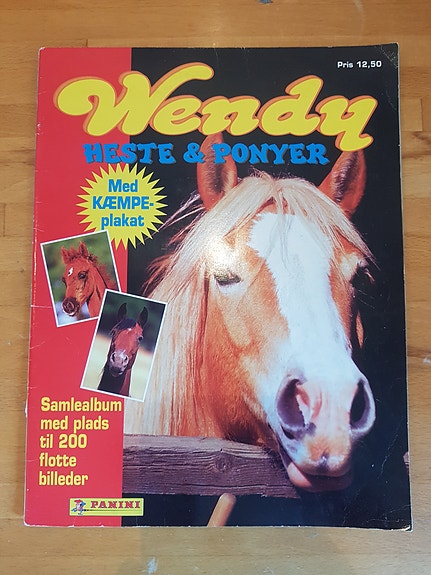 Pris 12,50
Wendy
HESTE & PONYER
Med
KÆMPE-
plakat
Samlealbum
med plads
til 200
flotte
billeder
PANINI